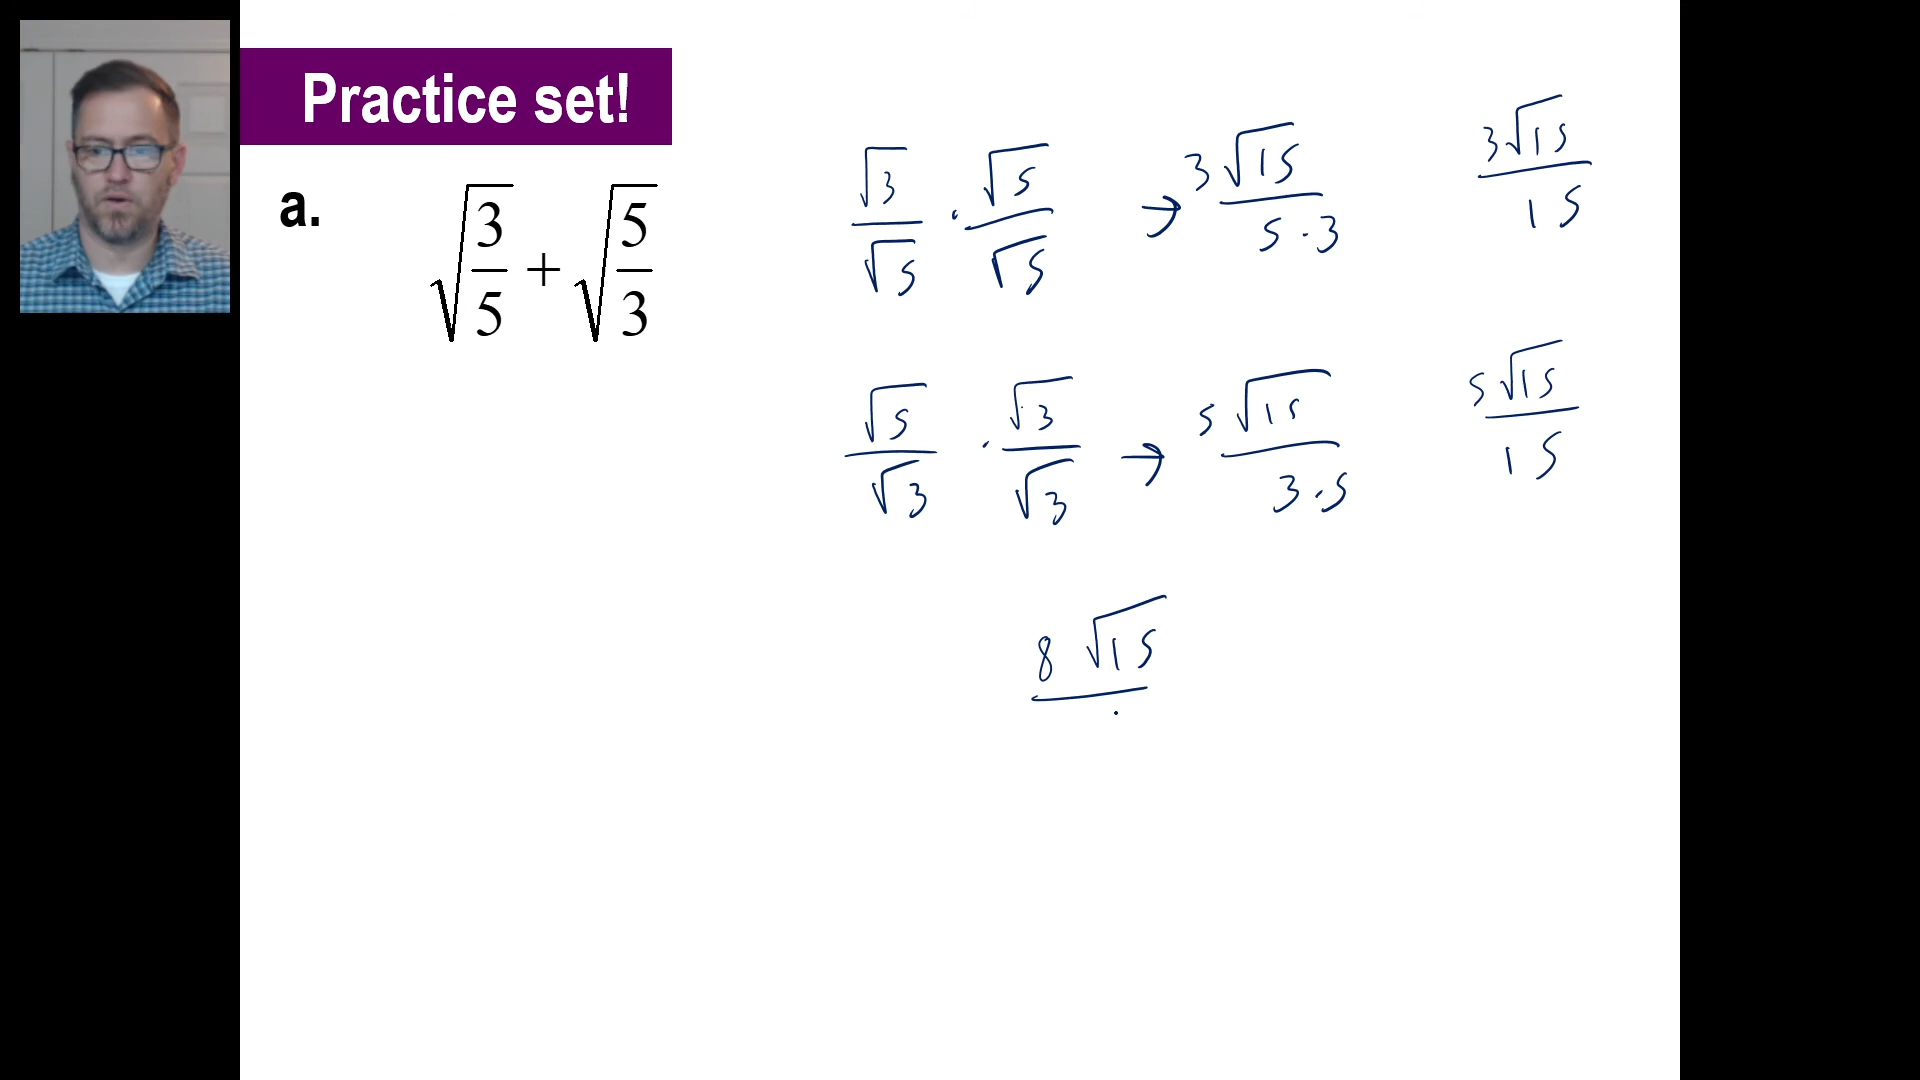 Practice set!
a. √(3/5) + √(5/3)
√3/√5 · √5/√5 → 3√15/5·3 3√15/15
√5/√3 · √3/√3 → 5√15/3·5 5√15/15
8√15